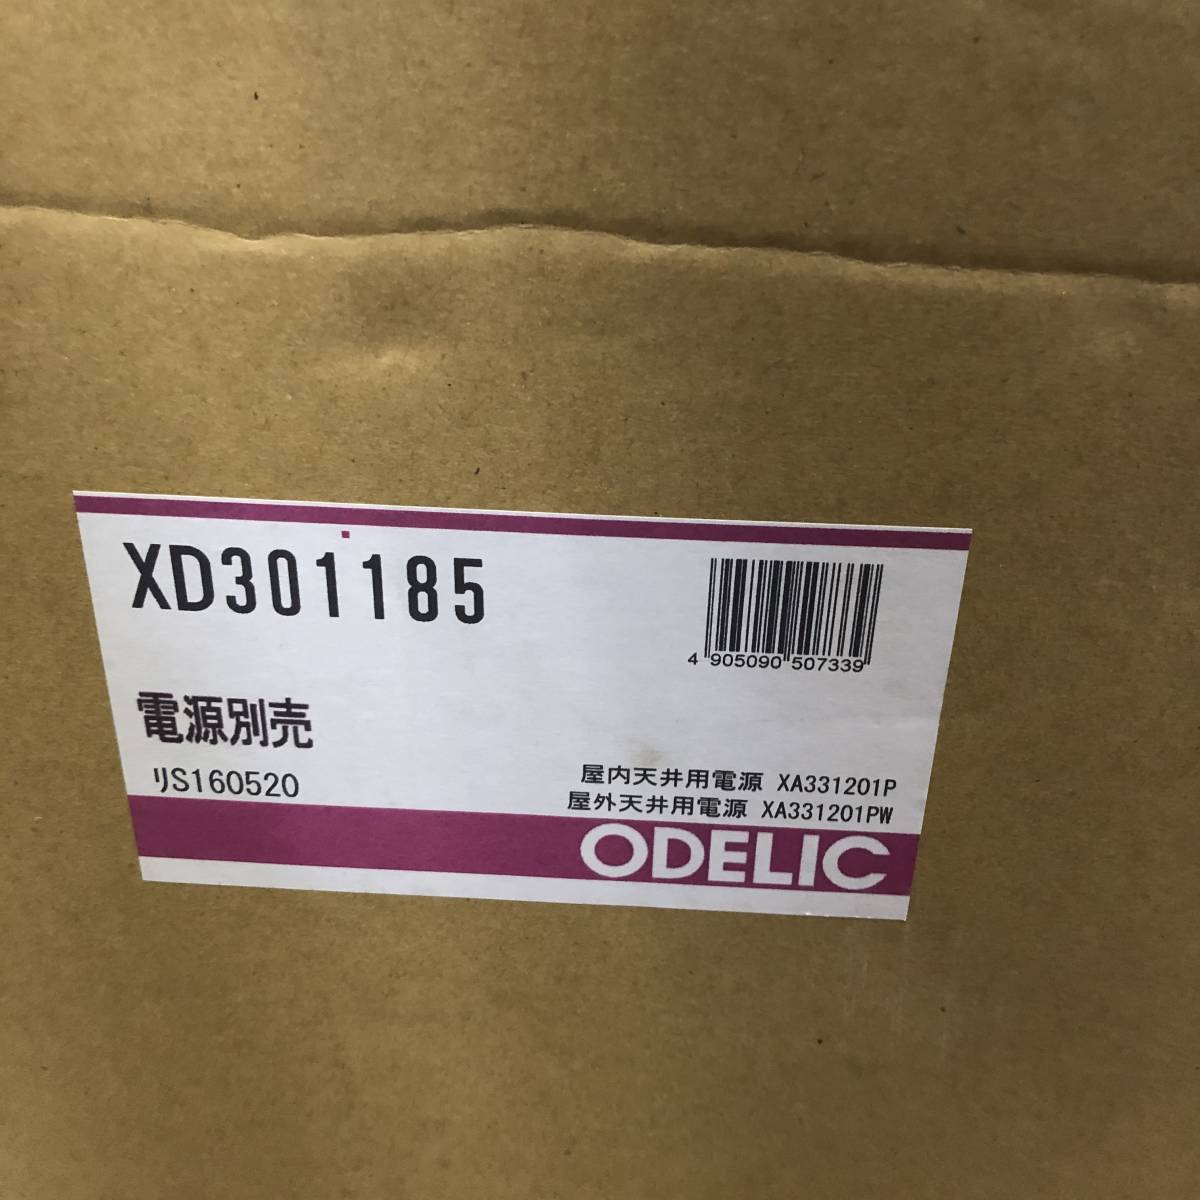 XD301185
4 905090 507339
電源別売
リS160520
屋内天井用電源 XA331201P
屋外天井用電源 XA331201PW
ODELIC